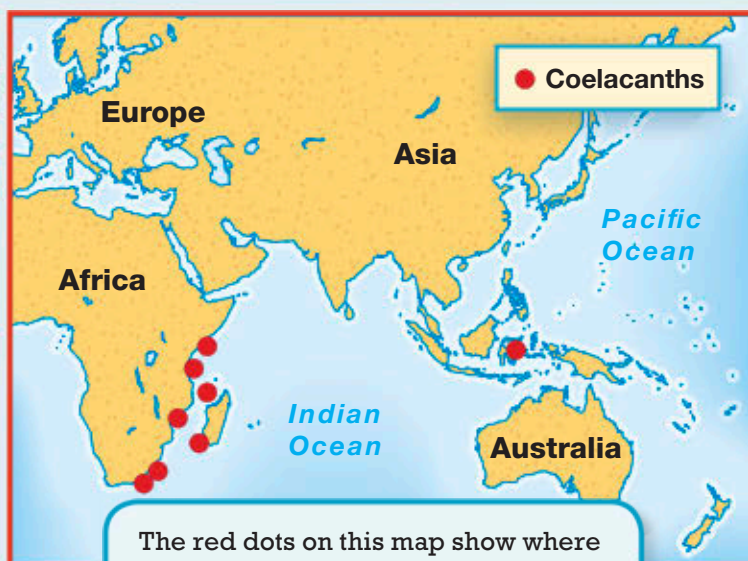 Coelacanths
Europe
Asia
Pacific
Ocean
Africa
Indian
Ocean
Australia
The red dots on this map show where